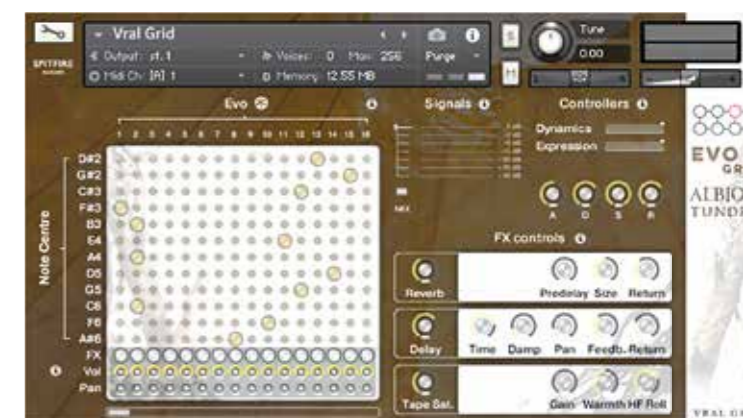 Vral Grid
Output: st.1 Voices: 0 Max: 256 Purge
Midi Ch: [A] 1 Memory: 12.55 MB
S
M
Tune
0.00
SPITFIRE
Evo
Signals
Controllers
1 2 3 4 5 6 7 8 9 10 11 12 13 14 15 16
Dynamics
Expression
Note Centre
D#2
G#2
C#3
F#3
B3
E4
A4
D5
G5
C6
F6
A#6
FX
Vol
Pan
A D S R
FX controls
Reverb Predelay Size Return
Delay Time Damp Pan Feedb. Return
Tape Sat. Gain Warmth HF Roll
EVO
GR
ALBIO
TUND
VRAL G